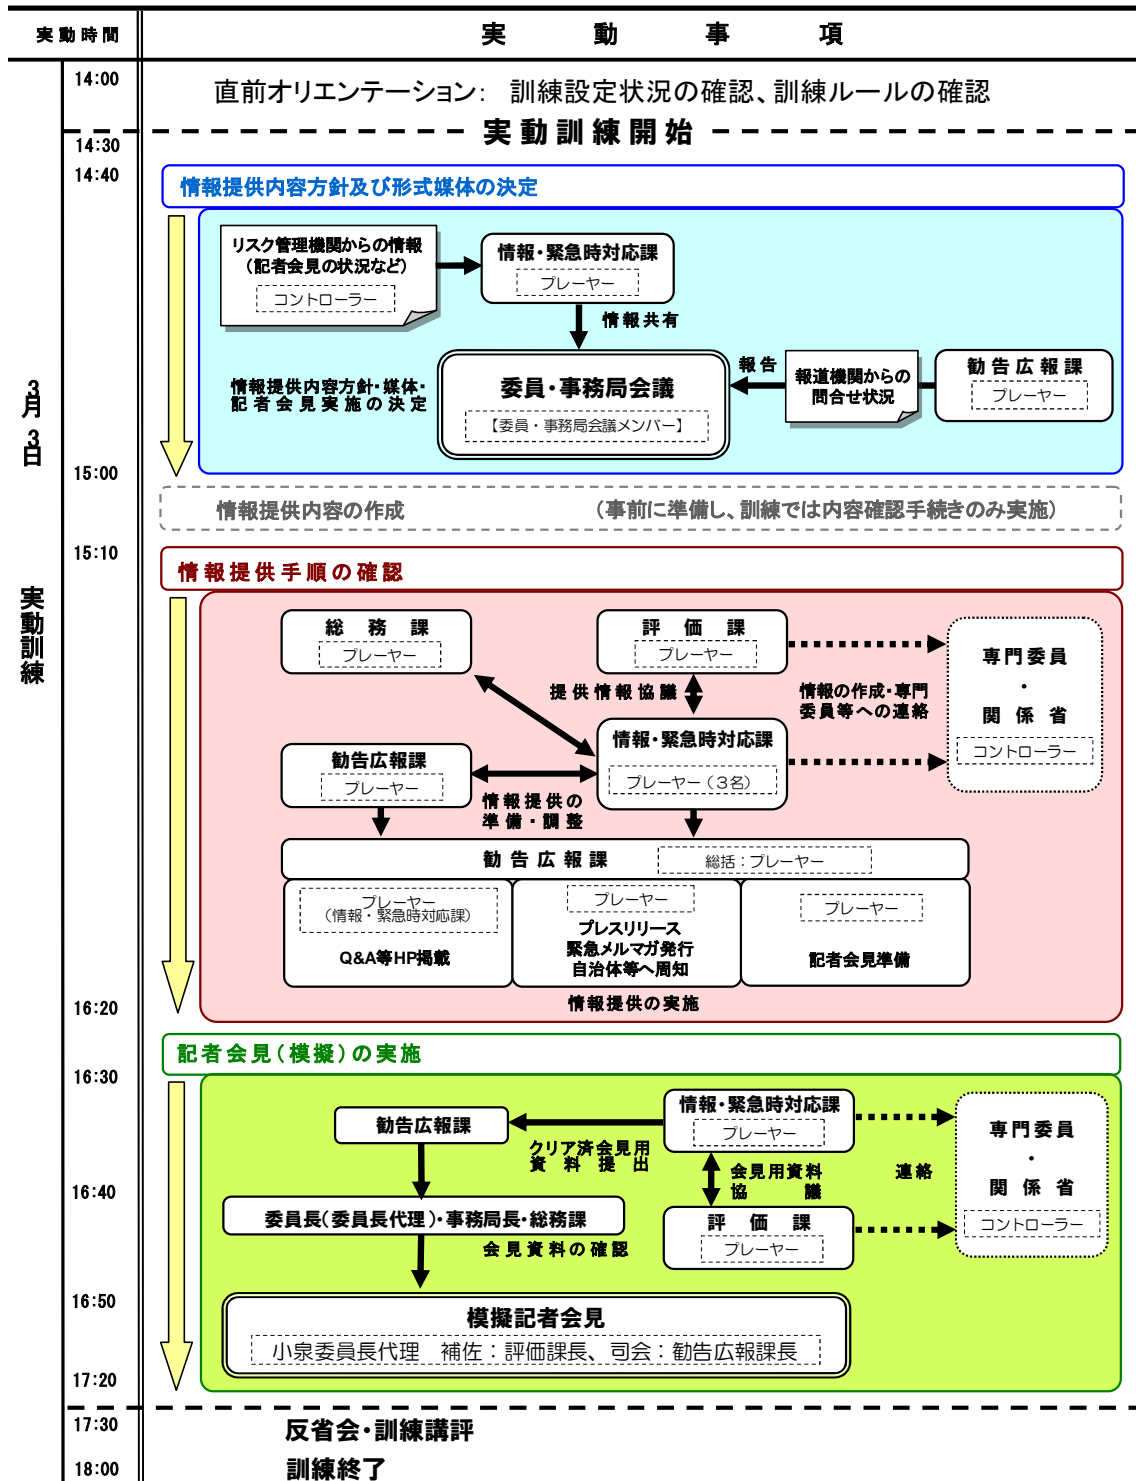 実動時間
実動事項
3月3日 実動訓練
14:00
直前オリエンテーション： 訓練設定状況の確認、訓練ルールの確認
14:30
実動訓練開始
14:40
情報提供内容方針及び形式媒体の決定
リスク管理機関からの情報
（記者会見の状況など）
コントローラー
情報・緊急時対応課
プレーヤー
情報共有
情報提供内容方針・媒体・
記者会見実施の決定
委員・事務局会議
【委員・事務局会議メンバー】
報告
報道機関からの
問合せ状況
勧告広報課
プレーヤー
15:00
情報提供内容の作成 （事前に準備し、訓練では内容確認手続きのみ実施）
15:10
情報提供手順の確認
総務課
プレーヤー
評価課
プレーヤー
専門委員
・
関係省
コントローラー
提供情報協議
情報の作成・専門
委員等への連絡
情報・緊急時対応課
プレーヤー（3名）
勧告広報課
プレーヤー
情報提供の
準備・調整
勧告広報課
総括：プレーヤー
プレーヤー
（情報・緊急時対応課）
Q&A等HP掲載
プレーヤー
プレスリリース
緊急メルマガ発行
自治体等へ周知
プレーヤー
記者会見準備
情報提供の実施
16:20
記者会見（模擬）の実施
16:30
勧告広報課
クリア済会見用
資料提出
情報・緊急時対応課
プレーヤー
会見用資料
協議
連絡
専門委員
・
関係省
コントローラー
16:40
委員長（委員長代理）・事務局長・総務課
会見資料の確認
評価課
プレーヤー
16:50
模擬記者会見
小泉委員長代理 補佐：評価課長、司会：勧告広報課長
17:20
17:30
反省会・訓練講評
18:00
訓練終了